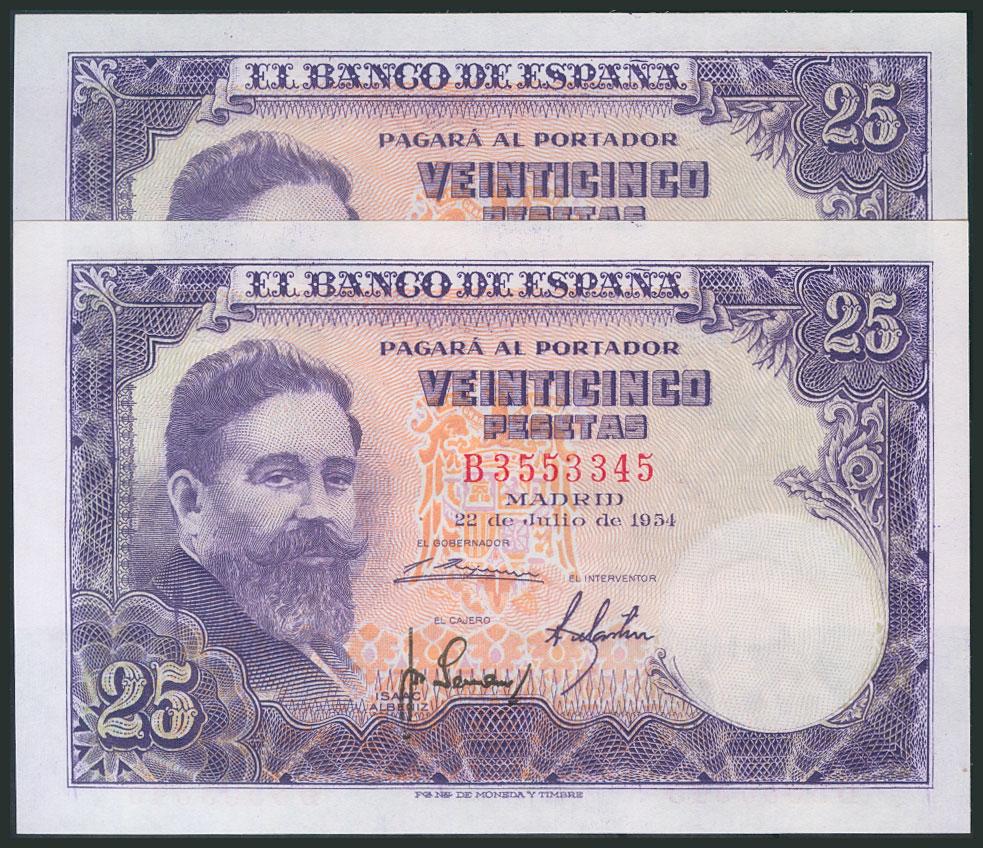 EL BANCO DE ESPAÑA
25
PAGARÁ AL PORTADOR
VEINTICINCO
PESETAS
EL BANCO DE ESPAÑA
25
PAGARÁ AL PORTADOR
VEINTICINCO
PESETAS
B3553345
MADRID
22 de Julio de 1954
EL GOBERNADOR
EL INTERVENTOR
EL CAJERO
ISAAC
ALBENIZ
25
DE MONEDA Y TIMBRE